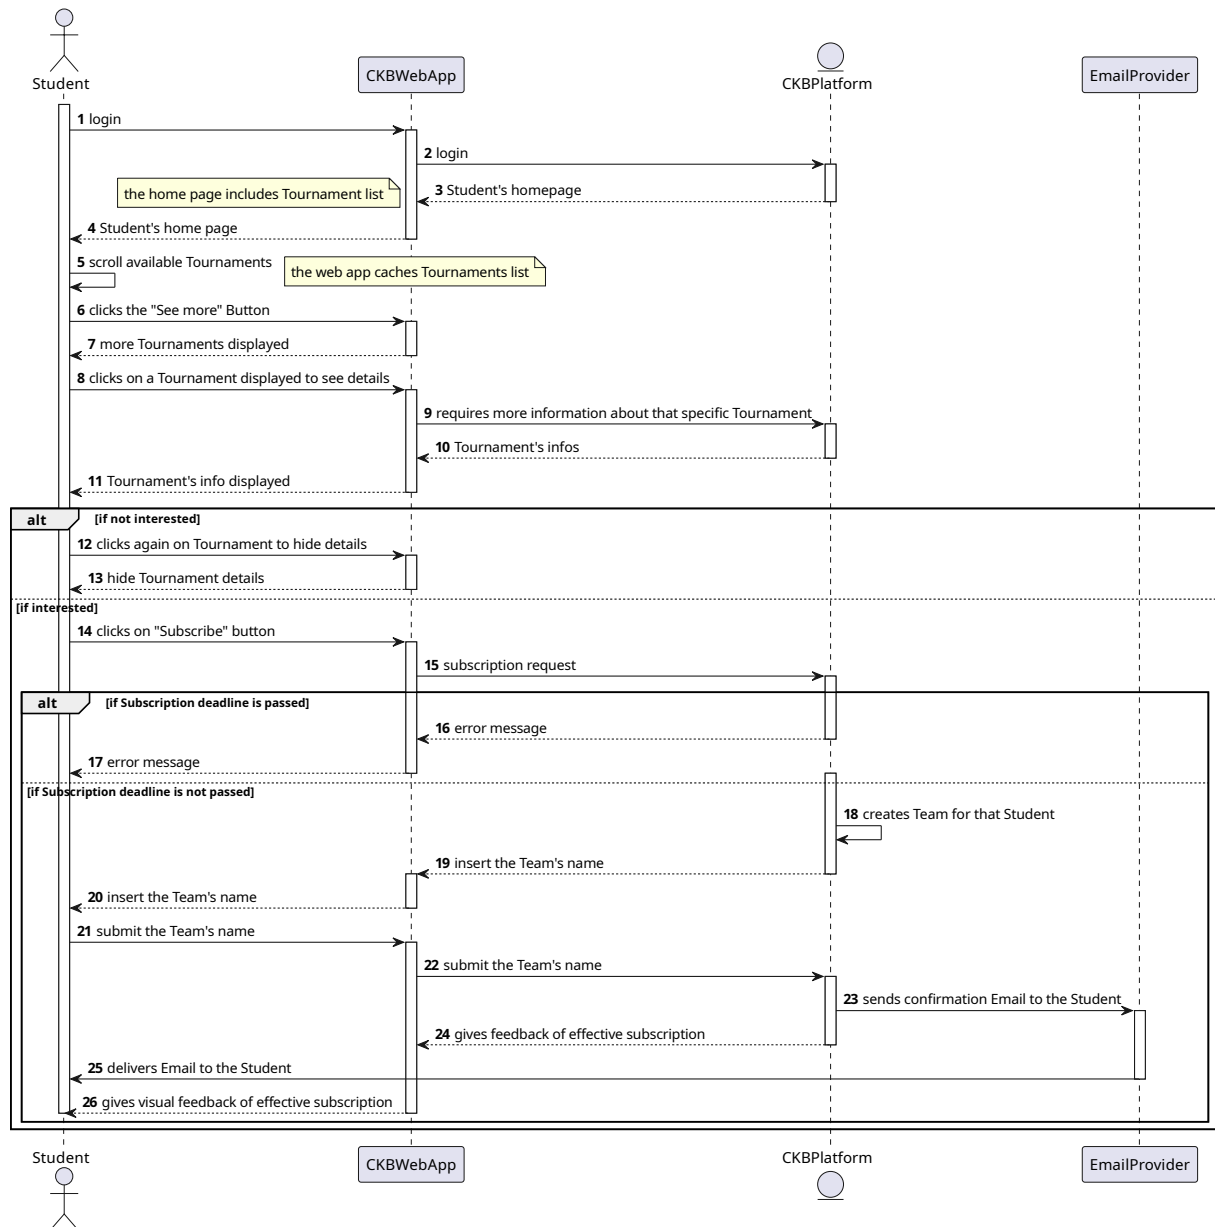 Student
CKBWebApp
CKBPlatform
EmailProvider
1 login
2 login
the home page includes Tournament list
3 Student's homepage
4 Student's home page
5 scroll available Tournaments
the web app caches Tournaments list
6 clicks the "See more" Button
7 more Tournaments displayed
8 clicks on a Tournament displayed to see details
9 requires more information about that specific Tournament
10 Tournament's infos
11 Tournament's info displayed
alt [if not interested]
12 clicks again on Tournament to hide details
13 hide Tournament details
[if interested]
14 clicks on "Subscribe" button
15 subscription request
alt [if Subscription deadline is passed]
16 error message
17 error message
[if Subscription deadline is not passed]
18 creates Team for that Student
19 insert the Team's name
20 insert the Team's name
21 submit the Team's name
22 submit the Team's name
23 sends confirmation Email to the Student
24 gives feedback of effective subscription
25 delivers Email to the Student
26 gives visual feedback of effective subscription
Student
CKBWebApp
CKBPlatform
EmailProvider